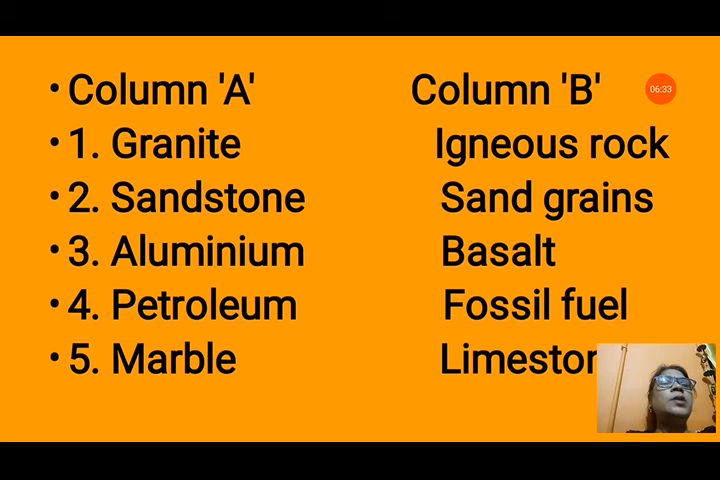 • Column 'A' Column 'B' 06:33
• 1. Granite Igneous rock
• 2. Sandstone Sand grains
• 3. Aluminium Basalt
• 4. Petroleum Fossil fuel
• 5. Marble